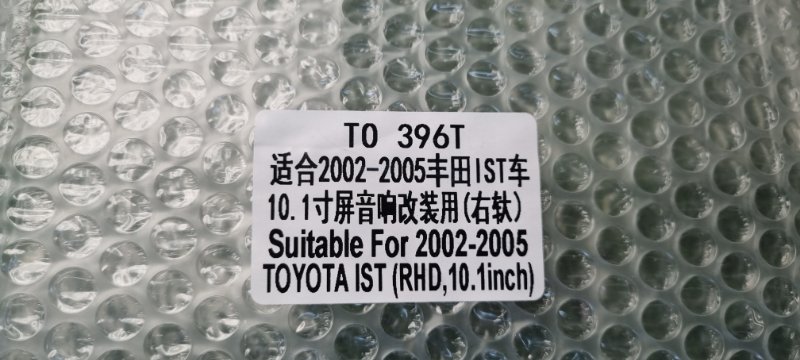 TO 396T
适合2002-2005丰田IST车
10.1寸屏音响改装用(右轨)
Suitable For 2002-2005
TOYOTA IST (RHD,10.1inch)